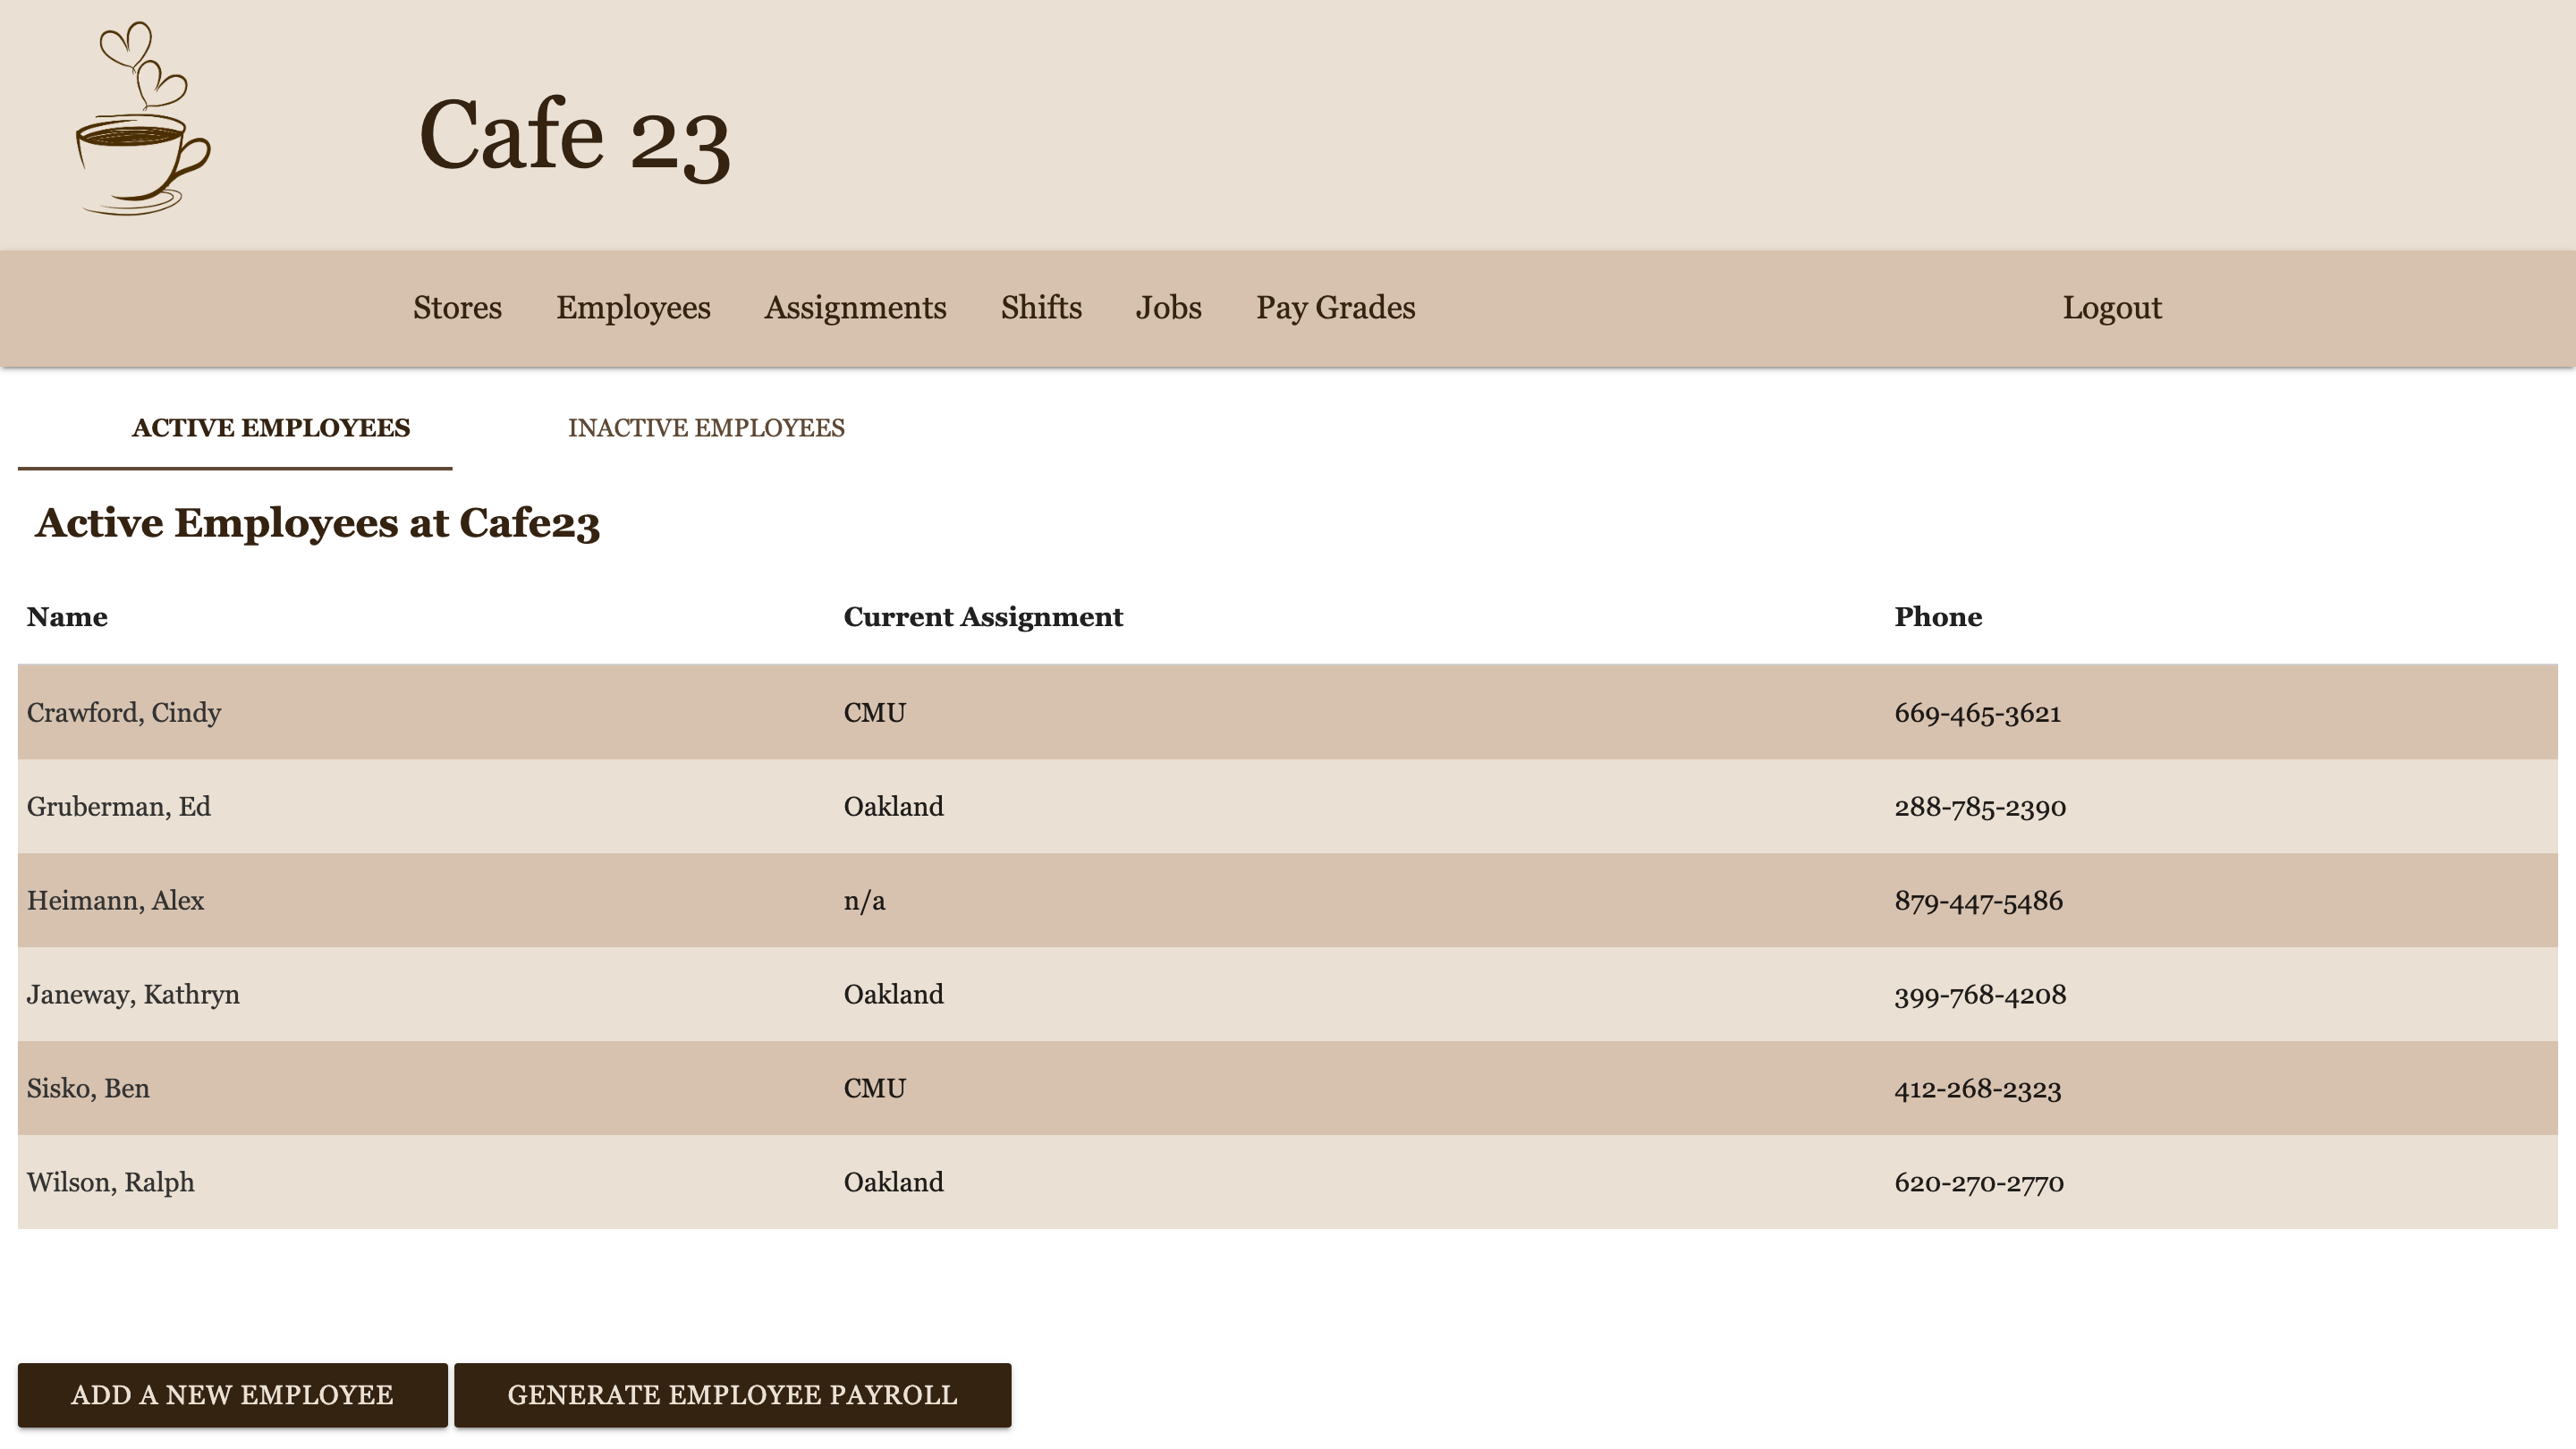 Cafe 23
Stores Employees Assignments Shifts Jobs Pay Grades Logout
ACTIVE EMPLOYEES INACTIVE EMPLOYEES
Active Employees at Cafe23
Name Current Assignment Phone
Crawford, Cindy CMU 669-465-3621
Gruberman, Ed Oakland 288-785-2390
Heimann, Alex n/a 879-447-5486
Janeway, Kathryn Oakland 399-768-4208
Sisko, Ben CMU 412-268-2323
Wilson, Ralph Oakland 620-270-2770
ADD A NEW EMPLOYEE GENERATE EMPLOYEE PAYROLL